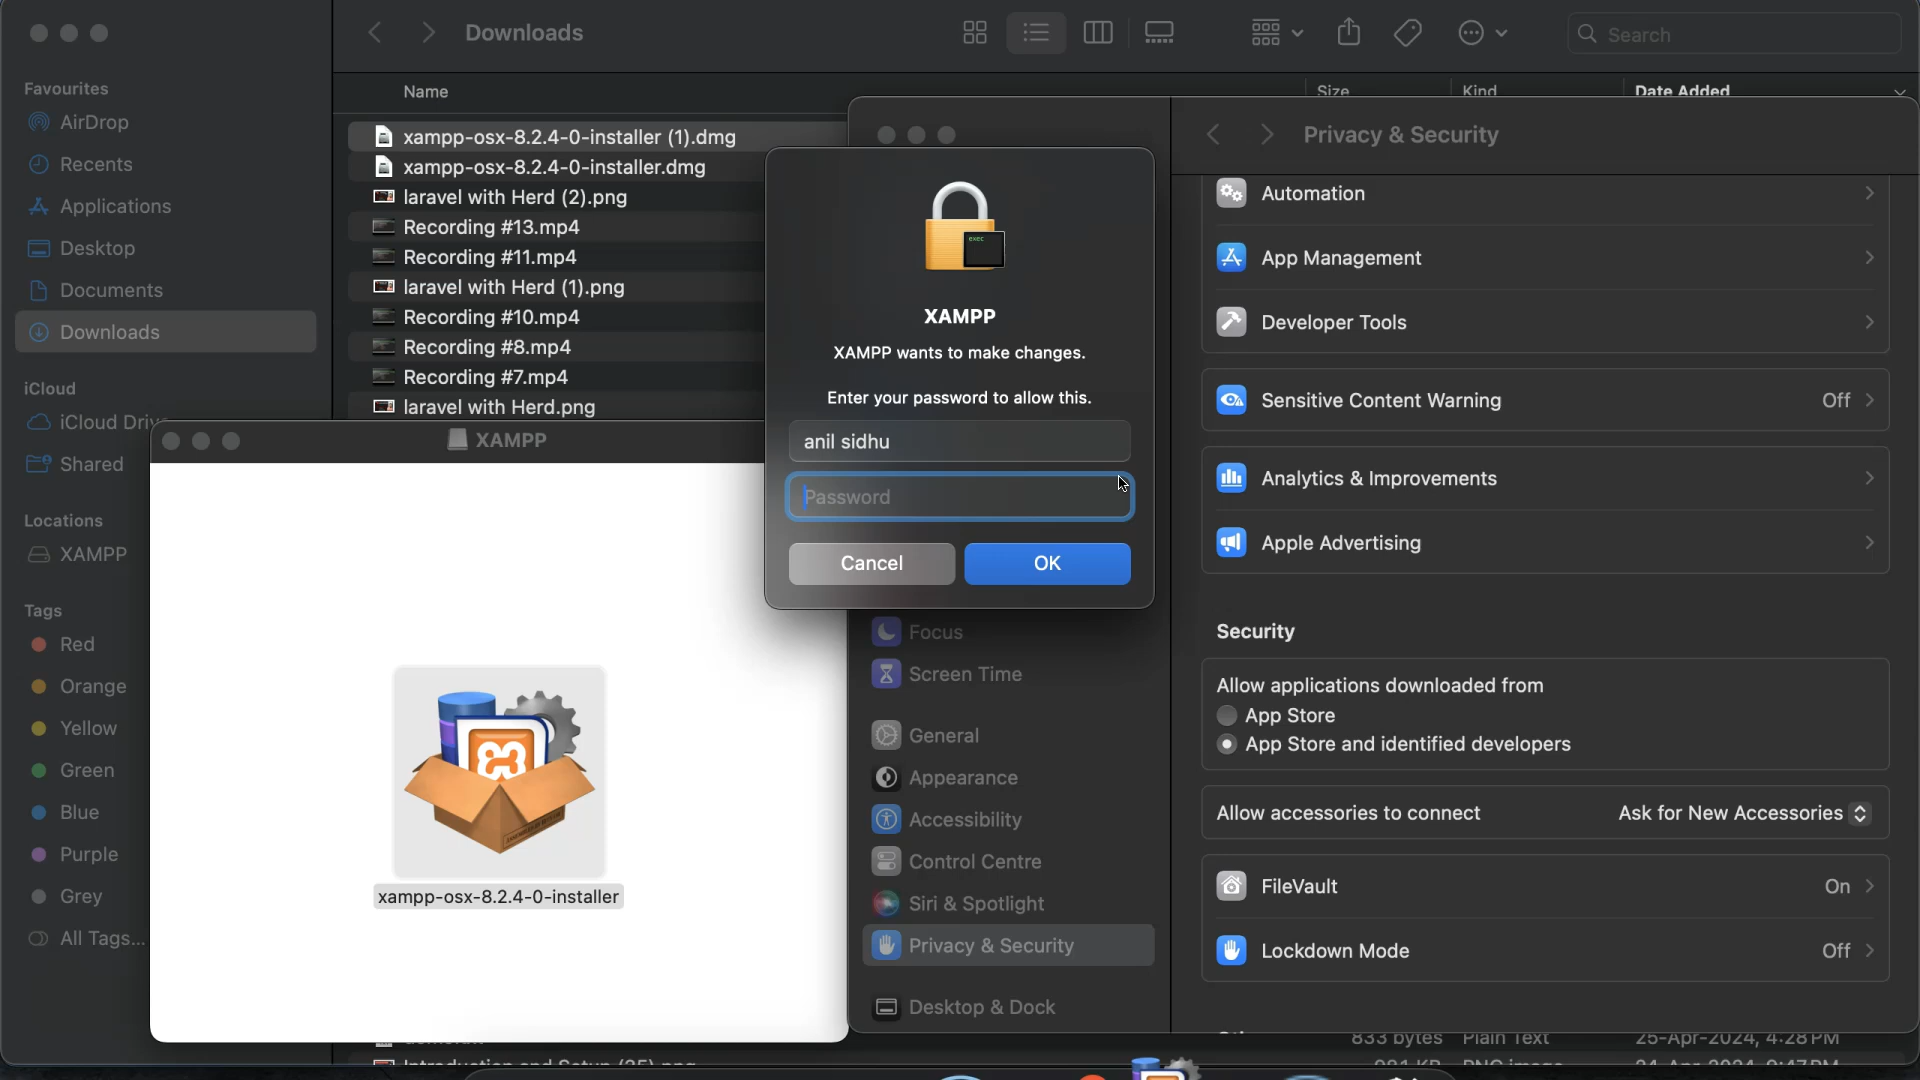 Downloads
Search
Favourites
AirDrop
Recents
Applications
Desktop
Documents
Downloads
iCloud
iCloud Drive
Shared
Locations
XAMPP
Tags
Red
Orange
Yellow
Green
Blue
Purple
Grey
All Tags...
Name
Size
Kind
Date Added
xampp-osx-8.2.4-0-installer (1).dmg
xampp-osx-8.2.4-0-installer.dmg
laravel with Herd (2).png
Recording #13.mp4
Recording #11.mp4
laravel with Herd (1).png
Recording #10.mp4
Recording #8.mp4
Recording #7.mp4
laravel with Herd.png
XAMPP
xampp-osx-8.2.4-0-installer
exec
XAMPP
XAMPP wants to make changes.
Enter your password to allow this.
anil sidhu
Password
Cancel
OK
Focus
Screen Time
General
Appearance
Accessibility
Control Centre
Siri & Spotlight
Privacy & Security
Desktop & Dock
Privacy & Security
Automation
App Management
Developer Tools
Sensitive Content Warning
Off
Analytics & Improvements
Apple Advertising
Security
Allow applications downloaded from
App Store
App Store and identified developers
Allow accessories to connect
Ask for New Accessories
FileVault
On
Lockdown Mode
Off
833 bytes
Plain Text
25-Apr-2024, 4:28 PM